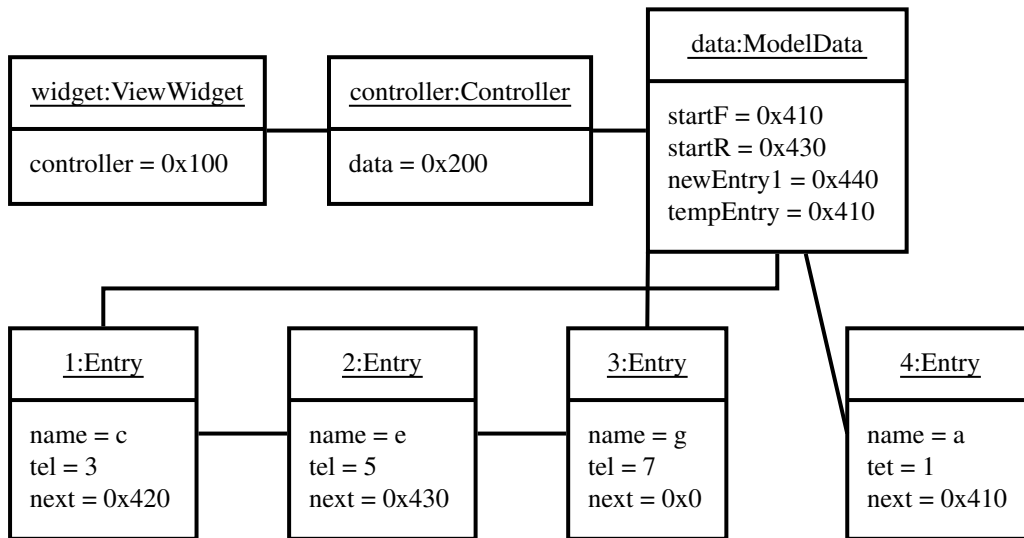 widget:ViewWidget
controller = 0x100
controller:Controller
data = 0x200
data:ModelData
startF = 0x410
startR = 0x430
newEntry1 = 0x440
tempEntry = 0x410
1:Entry
name = c
tel = 3
next = 0x420
2:Entry
name = e
tel = 5
next = 0x430
3:Entry
name = g
tel = 7
next = 0x0
4:Entry
name = a
tet = 1
next = 0x410